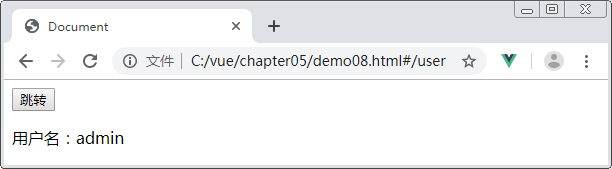 Document
文件 C:/vue/chapter05/demo08.html#/user
跳转
用户名：admin